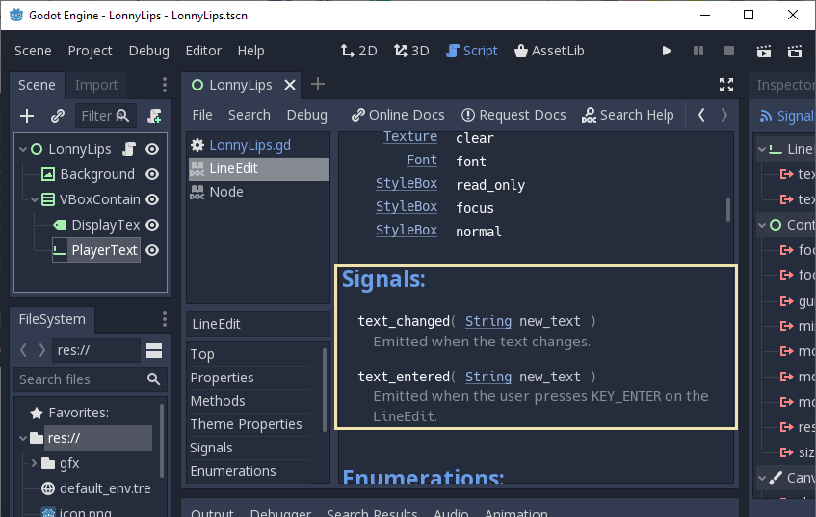 Godot Engine - LonnyLips - LonnyLips.tscn
Scene Project Debug Editor Help 2D 3D Script AssetLib
Scene Import
Filter
LonnyLips
Background
VBoxContain
DisplayTex
PlayerText
FileSystem
res://
Search files
Favorites:
res://
gfx
default_env.tre
icon.png
LonnyLips
File Search Debug Online Docs Request Docs Search Help
LonnyLips.gd
LineEdit
Node
LineEdit
Top
Properties
Methods
Theme Properties
Signals
Enumerations
Texture clear
Font font
StyleBox read_only
StyleBox focus
StyleBox normal
Signals:
text_changed( String new_text )
Emitted when the text changes.
text_entered( String new_text )
Emitted when the user presses KEY_ENTER on the
LineEdit.
Enumerations:
Output Debugger Search Results Audio Animation
Inspector
Signal
LineE
tex
tex
Cont
foc
foc
gui
mi
mo
mo
mo
res
siz
Canv